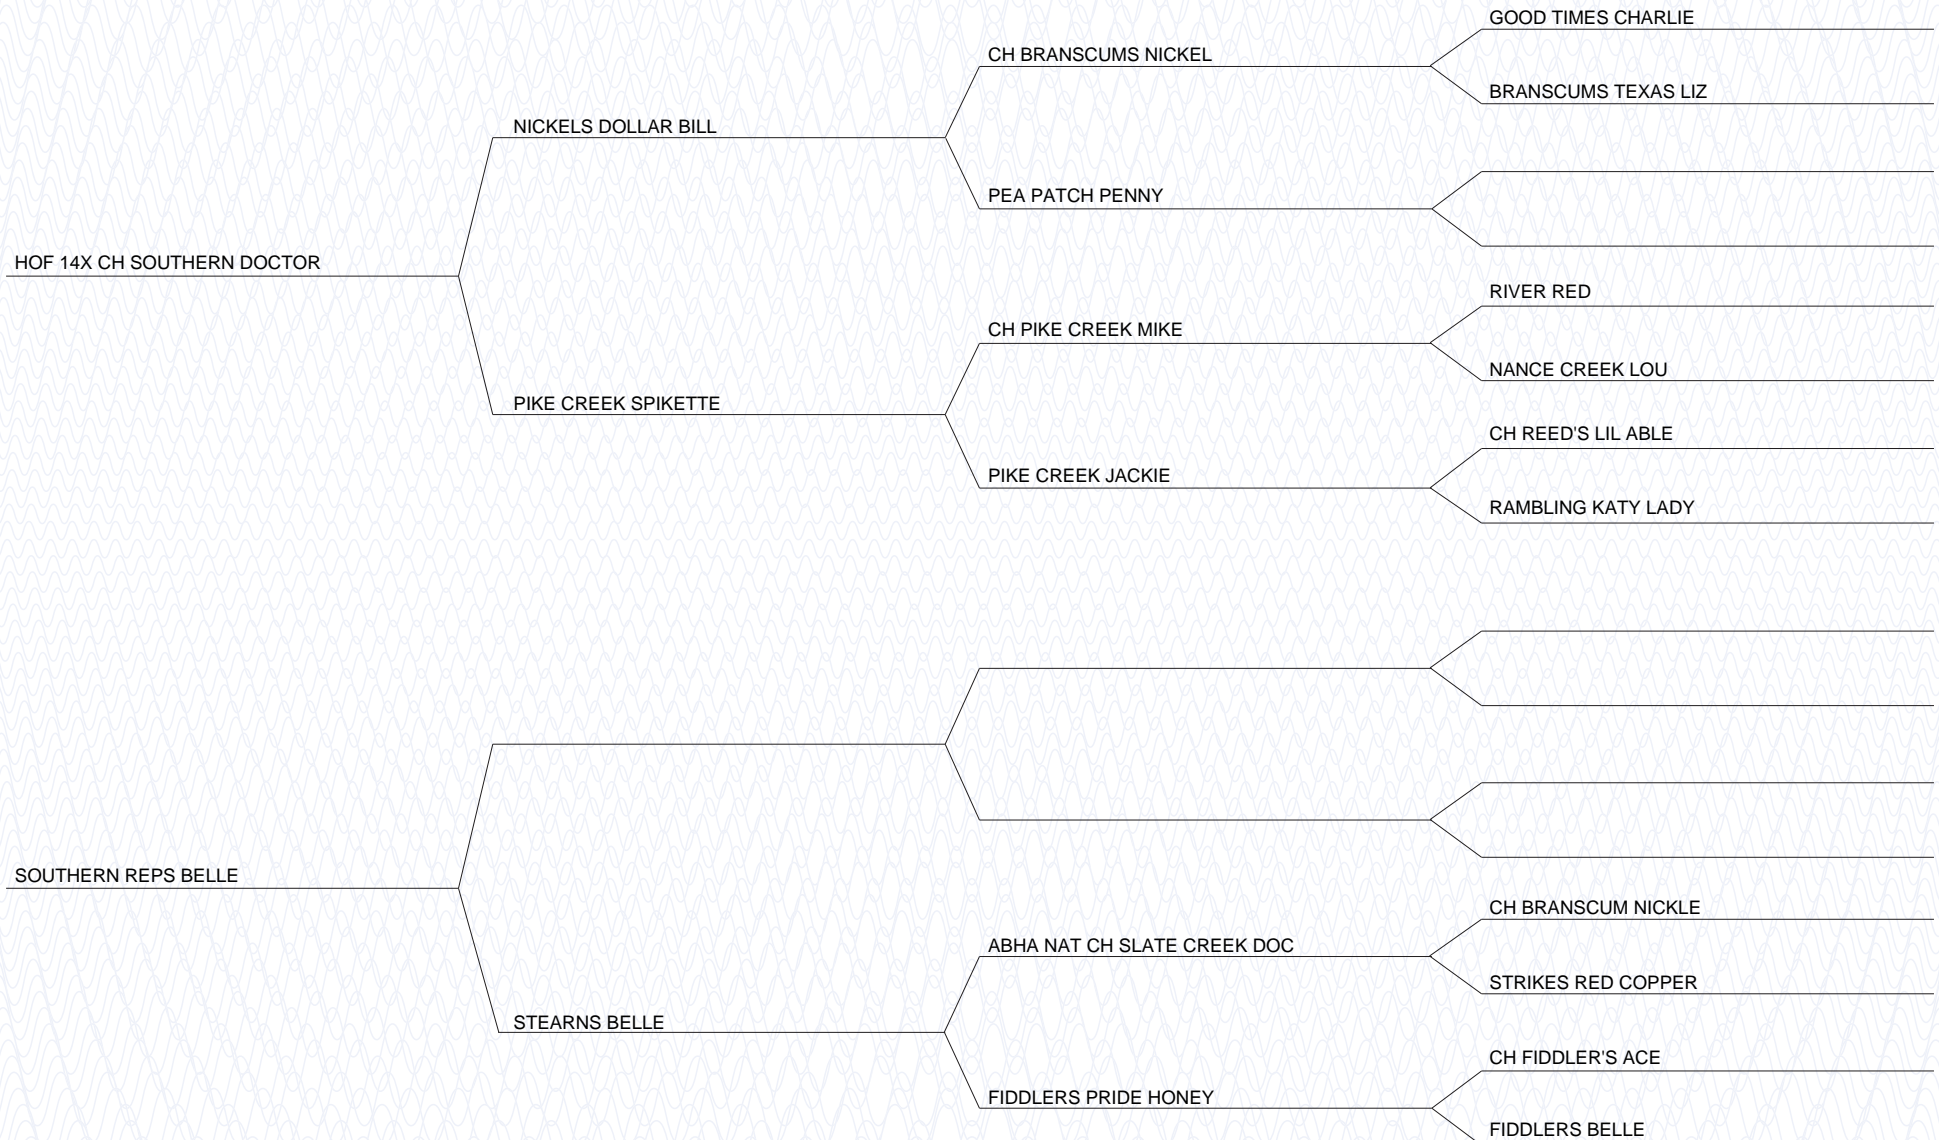 GOOD TIMES CHARLIE
CH BRANSCUMS NICKEL
BRANSCUMS TEXAS LIZ
NICKELS DOLLAR BILL
PEA PATCH PENNY
HOF 14X CH SOUTHERN DOCTOR
RIVER RED
CH PIKE CREEK MIKE
NANCE CREEK LOU
PIKE CREEK SPIKETTE
CH REED'S LIL ABLE
PIKE CREEK JACKIE
RAMBLING KATY LADY
SOUTHERN REPS BELLE
CH BRANSCUM NICKLE
ABHA NAT CH SLATE CREEK DOC
STRIKES RED COPPER
STEARNS BELLE
CH FIDDLER'S ACE
FIDDLERS PRIDE HONEY
FIDDLERS BELLE